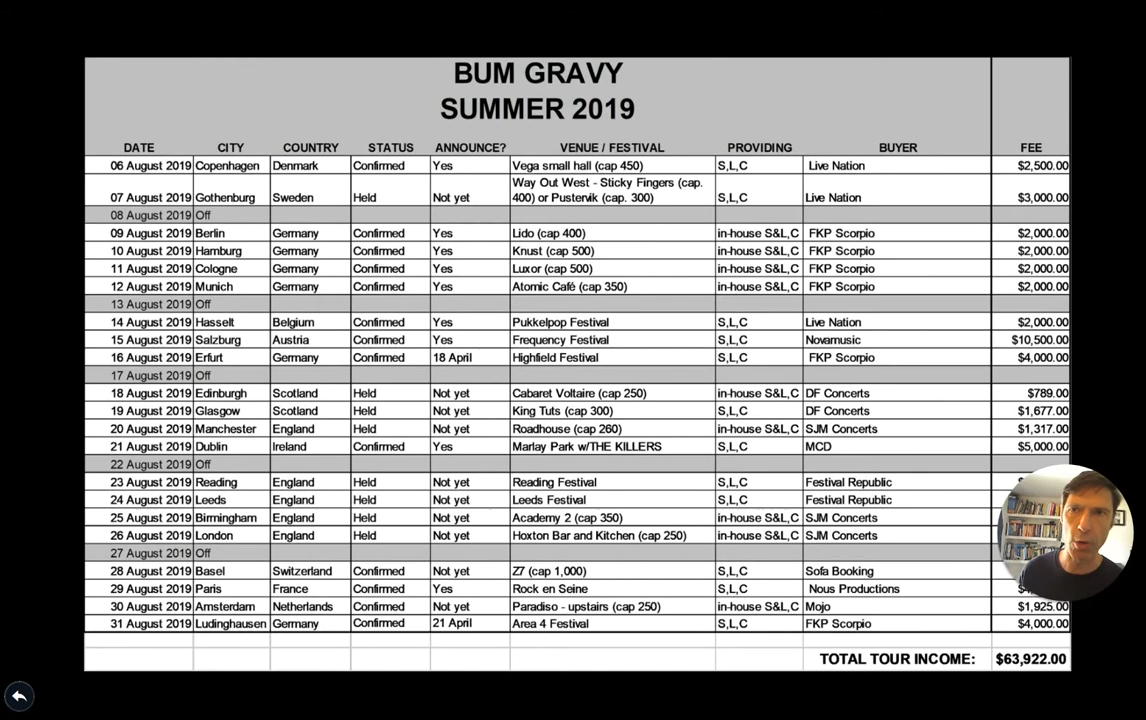 BUM GRAVY
SUMMER 2019
DATE CITY COUNTRY STATUS ANNOUNCE? VENUE / FESTIVAL PROVIDING BUYER FEE
06 August 2019 Copenhagen Denmark Confirmed Yes Vega small hall (cap 450) S,L,C Live Nation $2,500.00
Way Out West - Sticky Fingers (cap.
07 August 2019 Gothenburg Sweden Held Not yet 400) or Pustervik (cap. 300) S,L,C Live Nation $3,000.00
08 August 2019 Off
09 August 2019 Berlin Germany Confirmed Yes Lido (cap 400) in-house S&L,C FKP Scorpio $2,000.00
10 August 2019 Hamburg Germany Confirmed Yes Knust (cap 500) in-house S&L,C FKP Scorpio $2,000.00
11 August 2019 Cologne Germany Confirmed Yes Luxor (cap 500) in-house S&L,C FKP Scorpio $2,000.00
12 August 2019 Munich Germany Confirmed Yes Atomic Café (cap 350) in-house S&L,C FKP Scorpio $2,000.00
13 August 2019 Off
14 August 2019 Hasselt Belgium Confirmed Yes Pukkelpop Festival S,L,C Live Nation $2,000.00
15 August 2019 Salzburg Austria Confirmed Yes Frequency Festival S,L,C Novamusic $10,500.00
16 August 2019 Erfurt Germany Confirmed 18 April Highfield Festival S,L,C FKP Scorpio $4,000.00
17 August 2019 Off
18 August 2019 Edinburgh Scotland Held Not yet Cabaret Voltaire (cap 250) in-house S&L,C DF Concerts $789.00
19 August 2019 Glasgow Scotland Held Not yet King Tuts (cap 300) S,L,C DF Concerts $1,677.00
20 August 2019 Manchester England Held Not yet Roadhouse (cap 260) in-house S&L,C SJM Concerts $1,317.00
21 August 2019 Dublin Ireland Confirmed Yes Marlay Park w/THE KILLERS S,L,C MCD $5,000.00
22 August 2019 Off
23 August 2019 Reading England Held Not yet Reading Festival S,L,C Festival Republic
24 August 2019 Leeds England Held Not yet Leeds Festival S,L,C Festival Republic
25 August 2019 Birmingham England Held Not yet Academy 2 (cap 350) in-house S&L,C SJM Concerts
26 August 2019 London England Held Not yet Hoxton Bar and Kitchen (cap 250) in-house S&L,C SJM Concerts
27 August 2019 Off
28 August 2019 Basel Switzerland Confirmed Not yet Z7 (cap 1,000) S,L,C Sofa Booking
29 August 2019 Paris France Confirmed Yes Rock en Seine S,L,C Nous Productions
30 August 2019 Amsterdam Netherlands Confirmed Not yet Paradiso - upstairs (cap 250) in-house S&L,C Mojo $1,925.00
31 August 2019 Ludinghausen Germany Confirmed 21 April Area 4 Festival S,L,C FKP Scorpio $4,000.00
TOTAL TOUR INCOME: $63,922.00